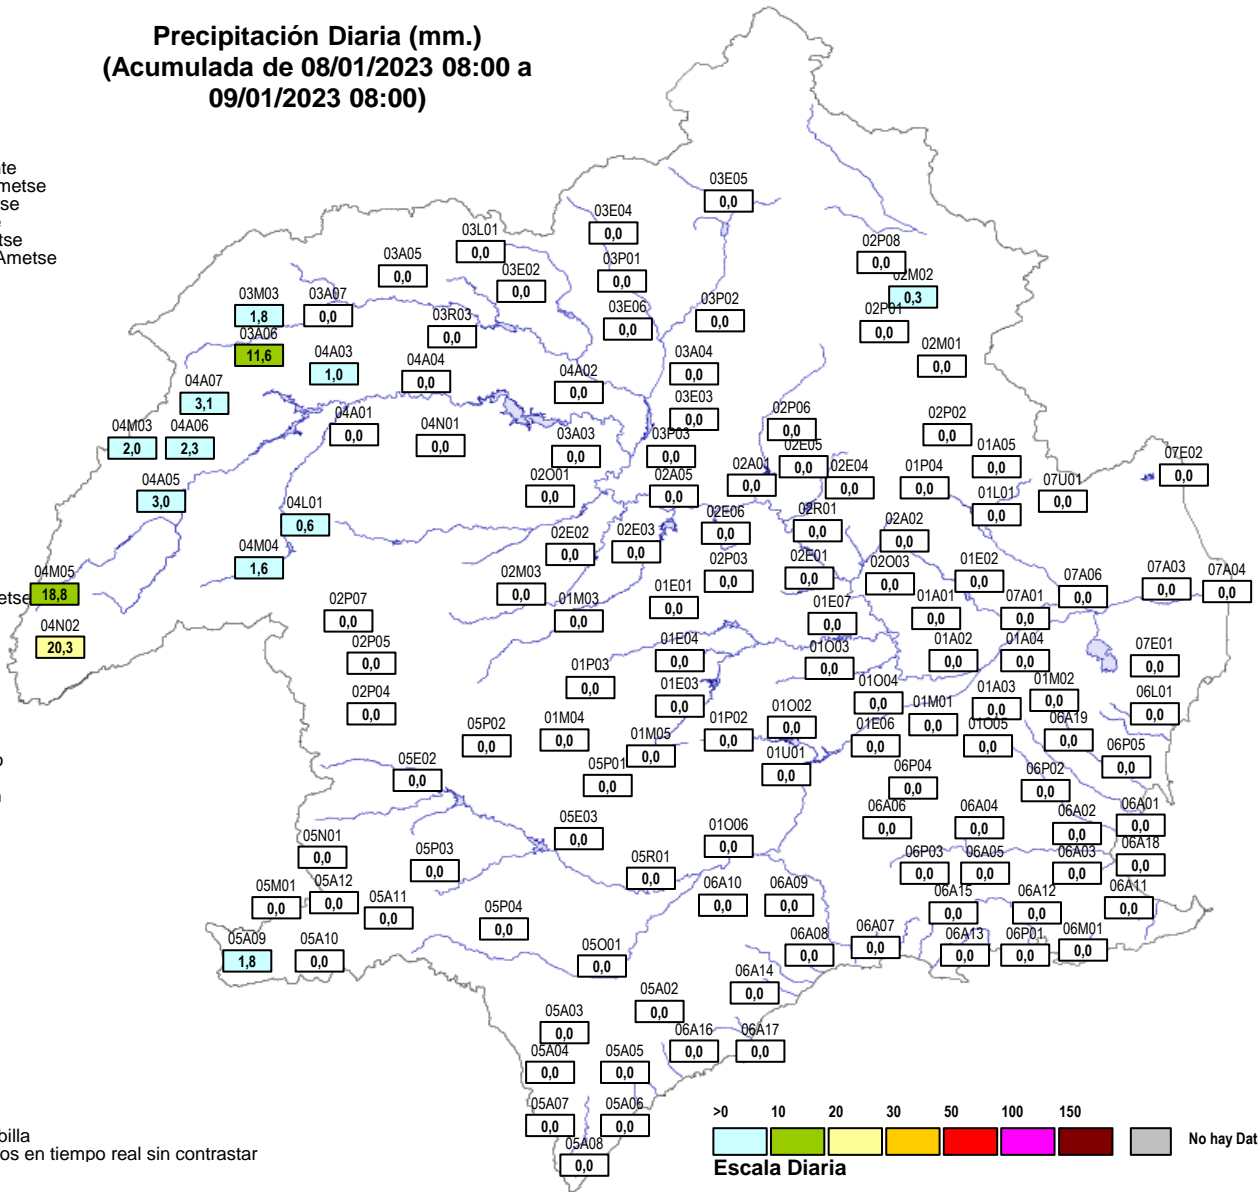 Precipitación Diaria (mm.)
(Acumulada de 08/01/2023 08:00 a
09/01/2023 08:00)
nte
metse
se
e
tse
Ametse
03E05
0,0
03E04
0,0
03L01
0,0
03A05
0,0
03E02
0,0
03P01
0,0
02P08
0,0
02M02
0,3
03M03
1,8
03A07
0,0
03R03
0,0
03E06
0,0
03P02
0,0
02P01
0,0
03A06
11,6
04A03
1,0
04A04
0,0
04A02
0,0
03A04
0,0
02M01
0,0
04A07
3,1
03E03
0,0
04M03
2,0
04A06
2,3
04A01
0,0
04N01
0,0
03A03
0,0
03P03
0,0
02P06
0,0
02P02
0,0
02E05
0,0
01A05
0,0
07E02
0,0
04A05
3,0
02O01
0,0
02A05
0,0
02A01
0,0
02E04
0,0
01P04
0,0
07U01
0,0
04L01
0,6
01L01
0,0
02E06
0,0
02R01
0,0
02A02
0,0
04M04
1,6
02E02
0,0
02E03
0,0
04M05
18,8
etse
02M03
0,0
02P03
0,0
02E01
0,0
02O03
0,0
01E02
0,0
07A06
0,0
07A03
0,0
07A04
0,0
04N02
20,3
02P07
0,0
01M03
0,0
01E01
0,0
01E07
0,0
01A01
0,0
07A01
0,0
02P05
0,0
01E04
0,0
01O03
0,0
01A02
0,0
01A04
0,0
07E01
0,0
01P03
0,0
01E03
0,0
01O04
0,0
01A03
0,0
01M02
0,0
06L01
0,0
02P04
0,0
05P02
0,0
01M04
0,0
01M05
0,0
01P02
0,0
01O02
0,0
01E06
0,0
01M01
0,0
01O05
0,0
06A19
0,0
06P05
0,0
o
05E02
0,0
05P01
0,0
01U01
0,0
06P04
0,0
06P02
0,0
05E03
0,0
01O06
0,0
06A06
0,0
06A04
0,0
06A02
0,0
06A01
0,0
05N01
0,0
05P03
0,0
05R01
0,0
06P03
0,0
06A05
0,0
06A03
0,0
06A18
0,0
05M01
0,0
05A12
0,0
05A11
0,0
05P04
0,0
06A10
0,0
06A09
0,0
06A15
0,0
06A12
0,0
06A11
0,0
05A09
1,8
05A10
0,0
05O01
0,0
06A08
0,0
06A07
0,0
06A13
0,0
06P01
0,0
06M01
0,0
05A02
0,0
06A14
0,0
05A03
0,0
06A16
0,0
06A17
0,0
05A04
0,0
05A05
0,0
05A07
0,0
05A06
0,0
05A08
0,0
>0 10 20 30 50 100 150
No hay Dat
Escala Diaria
billa
os en tiempo real sin contrastar